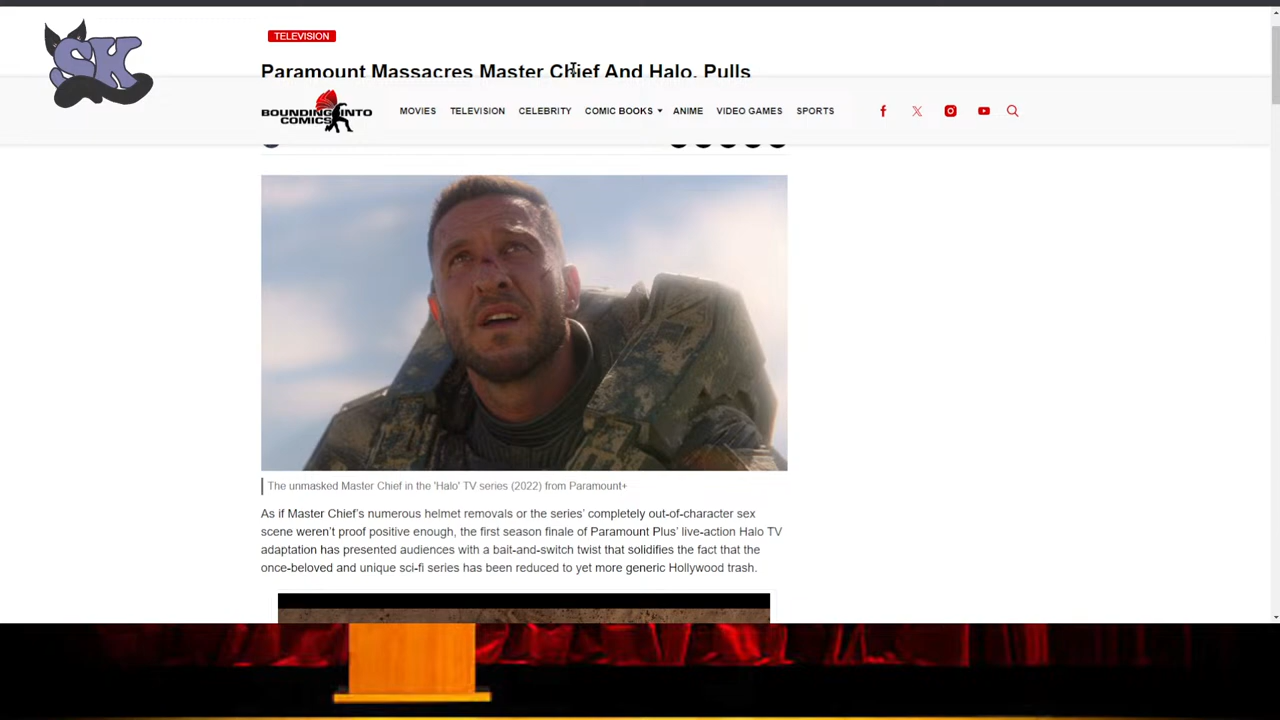 SK
TELEVISION
Paramount Massacres Master Chief And Halo, Pulls
BOUNDING INTO COMICS
MOVIES TELEVISION CELEBRITY COMIC BOOKS ANIME VIDEO GAMES SPORTS
The unmasked Master Chief in the 'Halo' TV series (2022) from Paramount+
As if Master Chief's numerous helmet removals or the series' completely out-of-character sex
scene weren't proof positive enough, the first season finale of Paramount Plus' live-action Halo TV
adaptation has presented audiences with a bait-and-switch twist that solidifies the fact that the
once-beloved and unique sci-fi series has been reduced to yet more generic Hollywood trash.